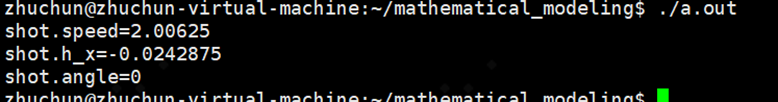 zhuchun@zhuchun-virtual-machine:~/mathematical_modeling$ ./a.out
shot.speed=2.00625
shot.h_x=-0.0242875
shot.angle=0
zhuchun@zhuchun-virtual-machine:~/mathematical_modeling$